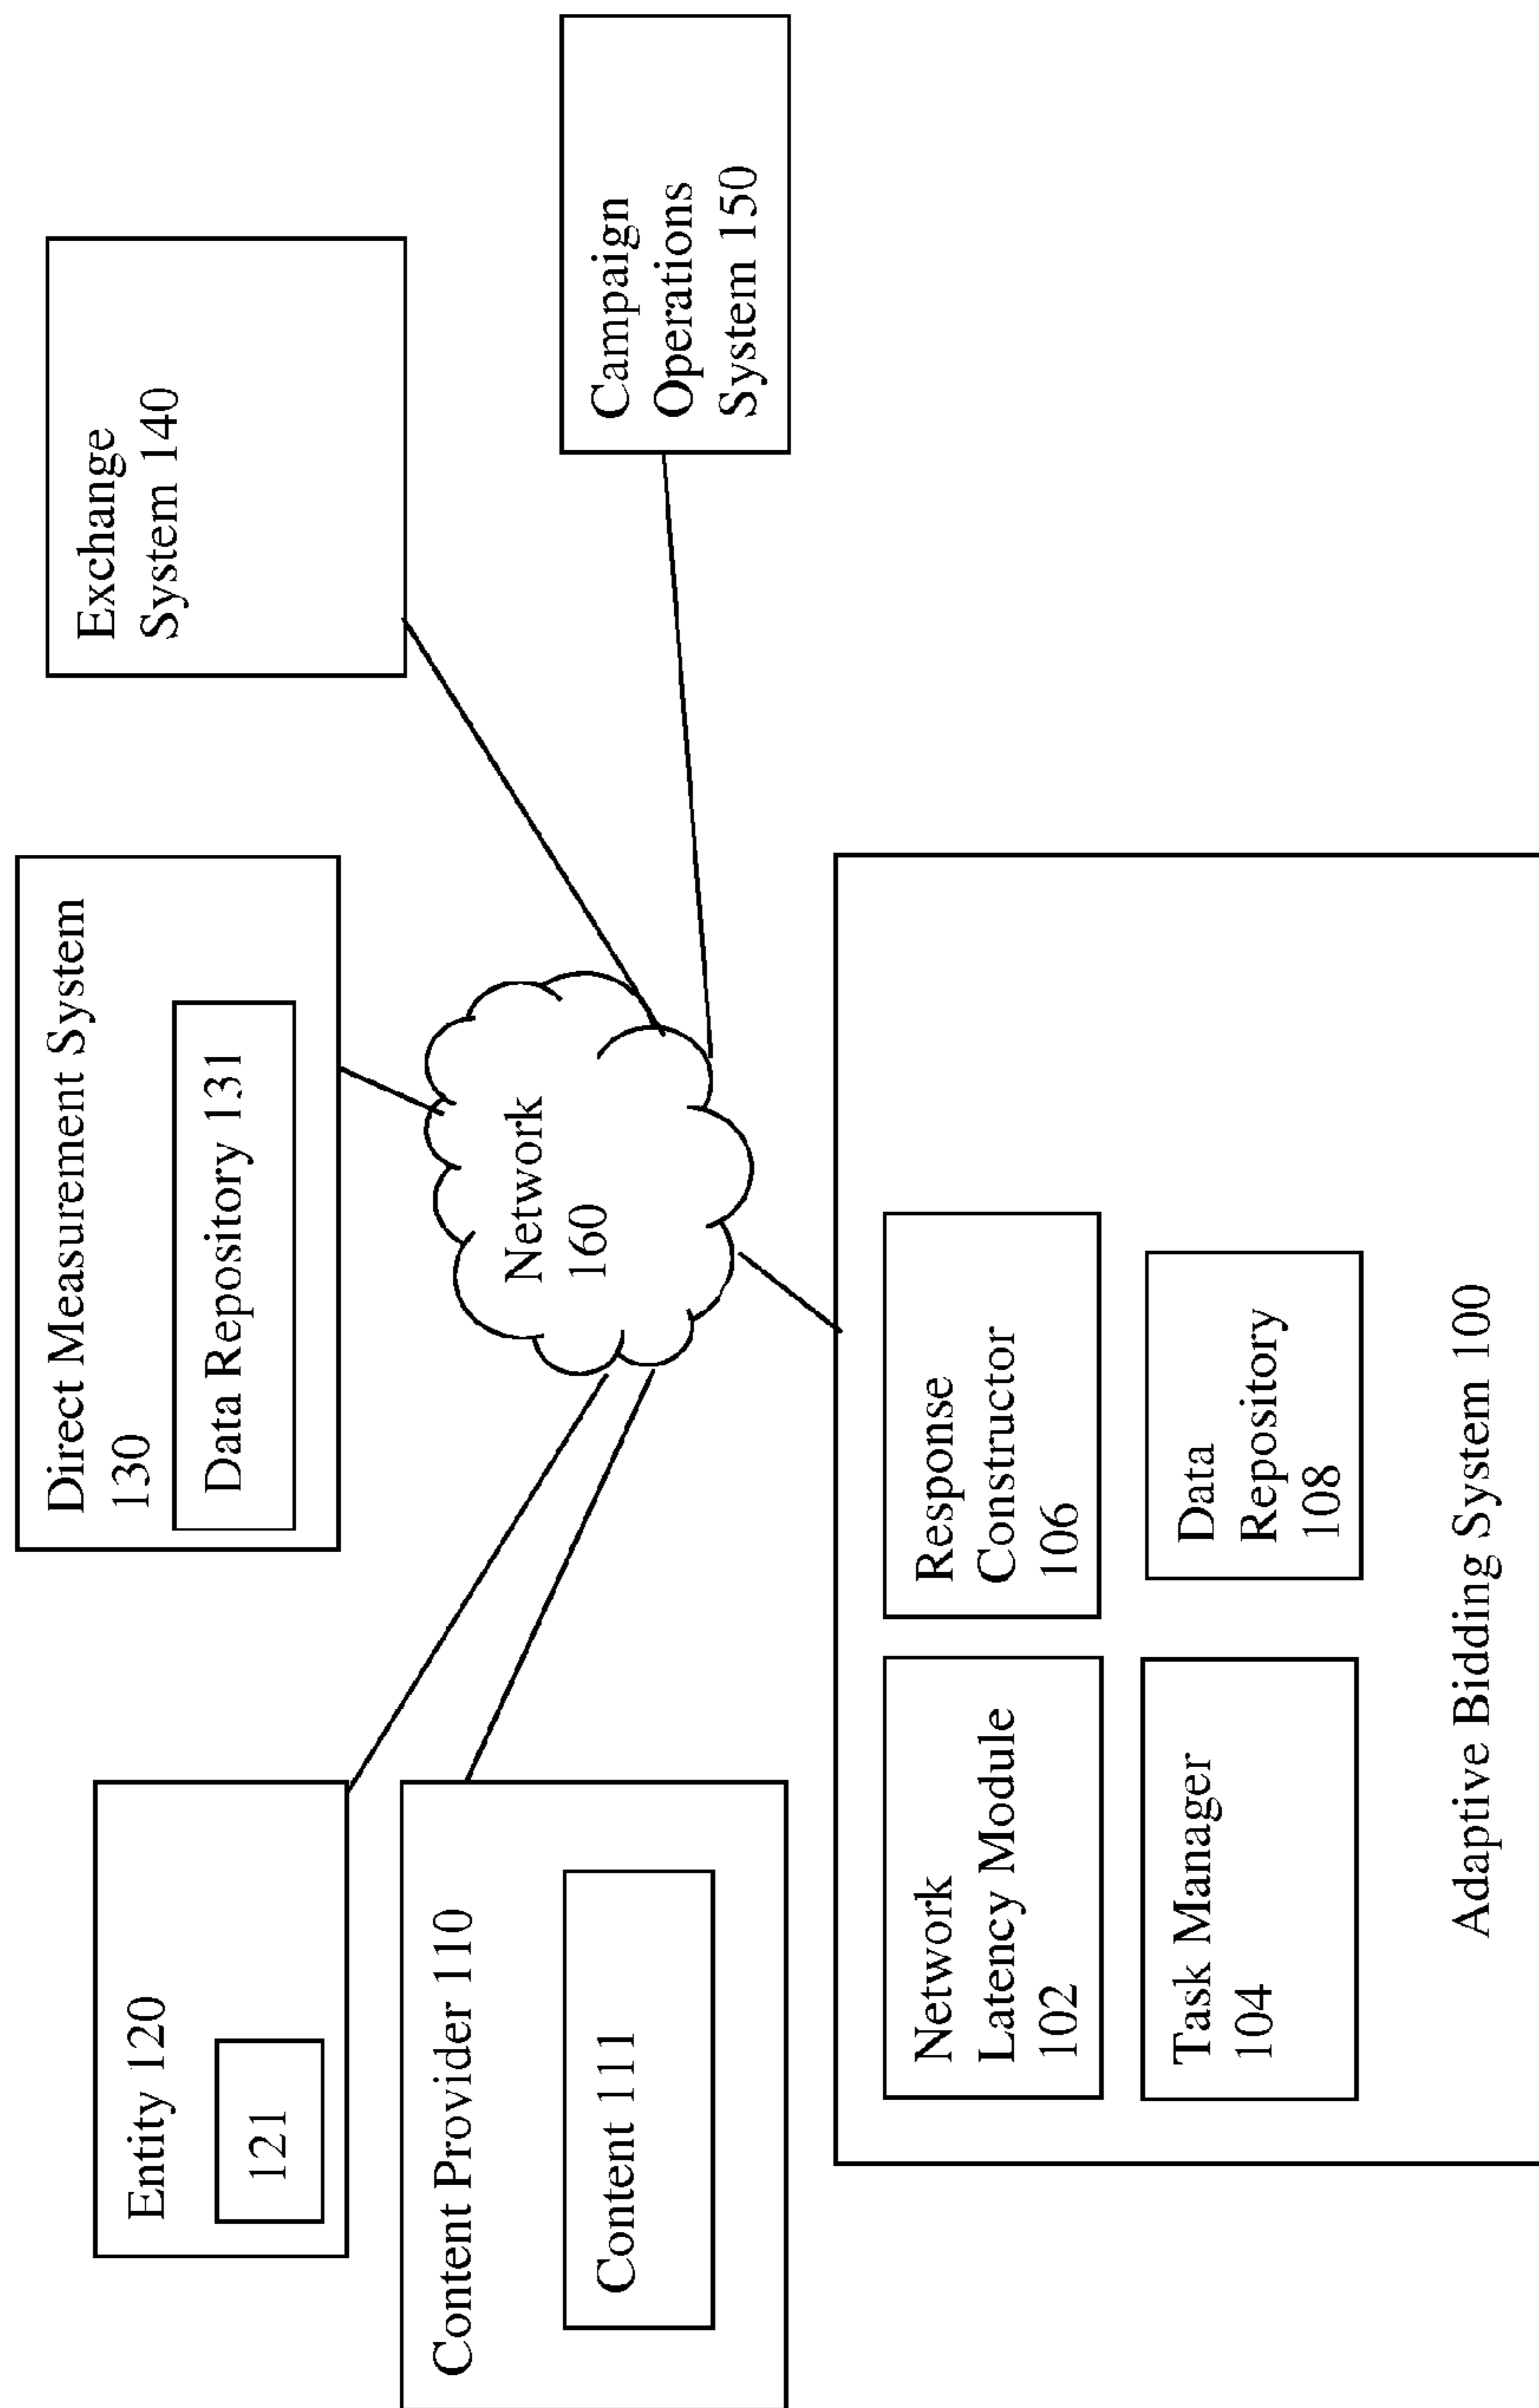 Entity 120
121
Direct Measurement System
130
Data Repository 131
Exchange
System 140
Content Provider 110
Content 111
Network
160
Campaign
Operations
System 150
Network
Latency Module
102
Response
Constructor
106
Task Manager
104
Data
Repository
108
Adaptive Bidding System 100